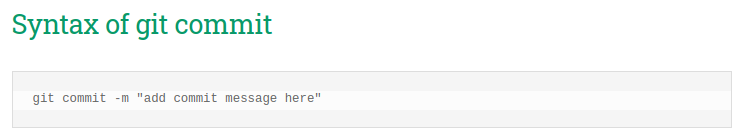 Syntax of git commit
git commit -m "add commit message here"